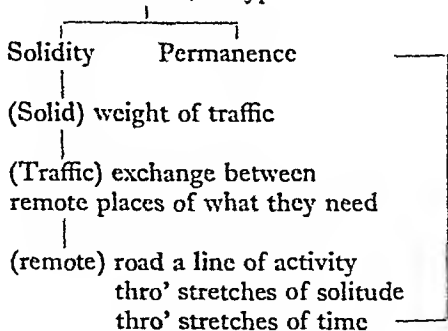 Solidity Permanence
(Solid) weight of traffic
(Traffic) exchange between
remote places of what they need
(remote) road a line of activity
thro' stretches of solitude
thro' stretches of time